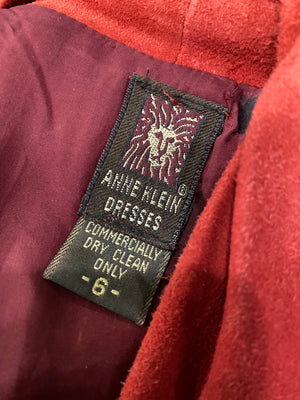 ANNE KLEIN ®
DRESSES
COMMERCIALLY
DRY CLEAN
ONLY
-6-